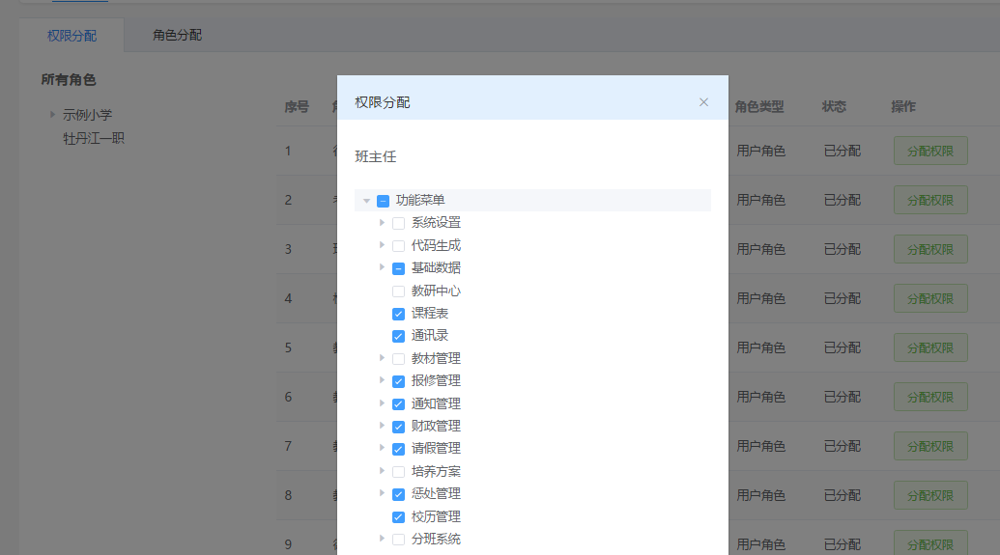 权限分配
角色分配
所有角色
示例小学
牡丹江一职
序号
角色类型
状态
操作
1
用户角色
已分配
分配权限
2
用户角色
已分配
分配权限
3
用户角色
已分配
分配权限
4
用户角色
已分配
分配权限
5
用户角色
已分配
分配权限
6
用户角色
已分配
分配权限
7
用户角色
已分配
分配权限
8
用户角色
已分配
分配权限
9
用户角色
已分配
分配权限
权限分配
班主任
功能菜单
系统设置
代码生成
基础数据
教研中心
课程表
通讯录
教材管理
报修管理
通知管理
财政管理
请假管理
培养方案
惩处管理
校历管理
分班系统